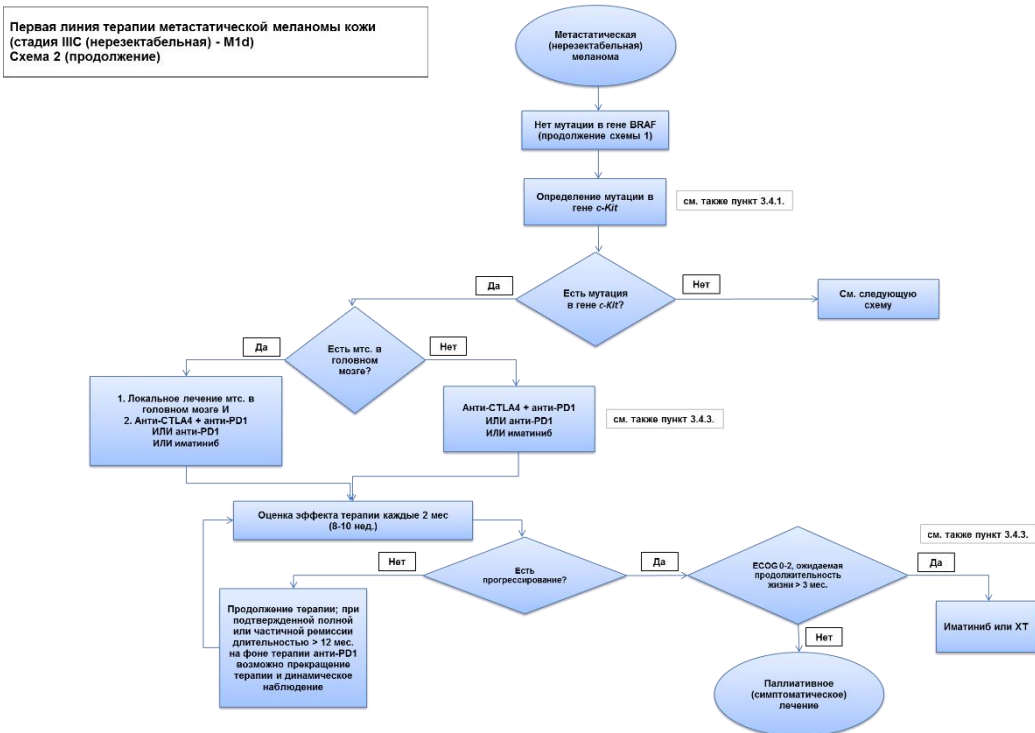 Первая линия терапии метастатической меланомы кожи
(стадия IIIC (нерезектабельная) - M1d)
Схема 2 (продолжение)
Метастатическая
(нерезектабельная)
меланома
Нет мутации в гене BRAF
(продолжение схемы 1)
Определение мутации в
гене c-Kit
см. также пункт 3.4.1.
Есть мутация
в гене c-Kit?
Да
Нет
См. следующую
схему
Есть мтс. в
головном
мозге?
Да
Нет
1. Локальное лечение мтс. в
головном мозге И
2. Анти-CTLA4 + анти-PD1
ИЛИ анти-PD1
ИЛИ иматиниб
Анти-CTLA4 + анти-PD1
ИЛИ анти-PD1
ИЛИ иматиниб
см. также пункт 3.4.3.
Оценка эффекта терапии каждые 2 мес
(8-10 нед.)
Есть
прогрессирование?
Нет
Да
Продолжение терапии; при
подтвержденной полной
или частичной ремиссии
длительностью > 12 мес.
на фоне терапии анти-PD1
возможно прекращение
терапии и динамическое
наблюдение
ECOG 0-2, ожидаемая
продолжительность
жизни > 3 мес.
см. также пункт 3.4.3.
Да
Иматиниб или ХТ
Нет
Паллиативное
(симптоматическое)
лечение